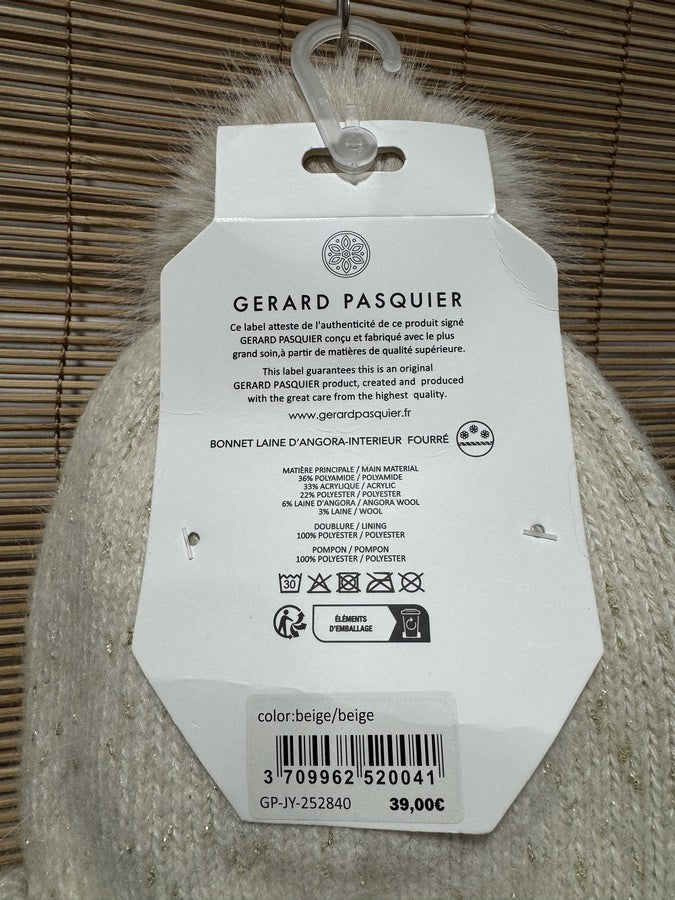 GERARD PASQUIER
Ce label atteste de l'authenticité de ce produit signé
GERARD PASQUIER conçu et fabriqué avec le plus
grand soin,à partir de matières de qualité supérieure.
This label guarantees this is an original
GERARD PASQUIER product, created and produced
with the great care from the highest quality.
www.gerardpasquier.fr
BONNET LAINE D'ANGORA-INTERIEUR FOURRÉ
MATIÈRE PRINCIPALE / MAIN MATERIAL
36% POLYAMIDE / POLYAMIDE
33% ACRYLIQUE / ACRYLIC
22% POLYESTER / POLYESTER
6% LAINE D'ANGORA / ANGORA WOOL
3% LAINE / WOOL
DOUBLURE / LINING
100% POLYESTER / POLYESTER
POMPON / POMPON
100% POLYESTER / POLYESTER
30
ÉLÉMENTS
D'EMBALLAGE
color:beige/beige
3 709962 520041
GP-JY-252840 39,00€